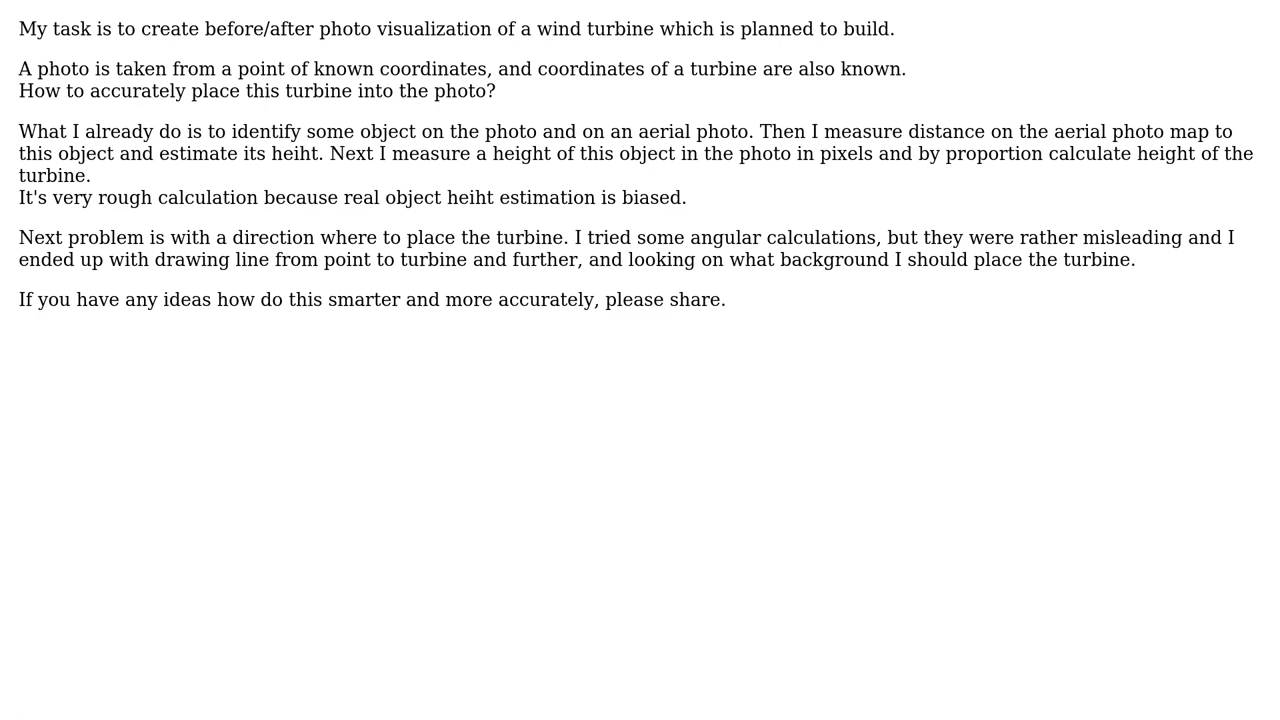 My task is to create before/after photo visualization of a wind turbine which is planned to build.
A photo is taken from a point of known coordinates, and coordinates of a turbine are also known.
How to accurately place this turbine into the photo?
What I already do is to identify some object on the photo and on an aerial photo. Then I measure distance on the aerial photo map to
this object and estimate its heiht. Next I measure a height of this object in the photo in pixels and by proportion calculate height of the
turbine.
It's very rough calculation because real object heiht estimation is biased.
Next problem is with a direction where to place the turbine. I tried some angular calculations, but they were rather misleading and I
ended up with drawing line from point to turbine and further, and looking on what background I should place the turbine.
If you have any ideas how do this smarter and more accurately, please share.